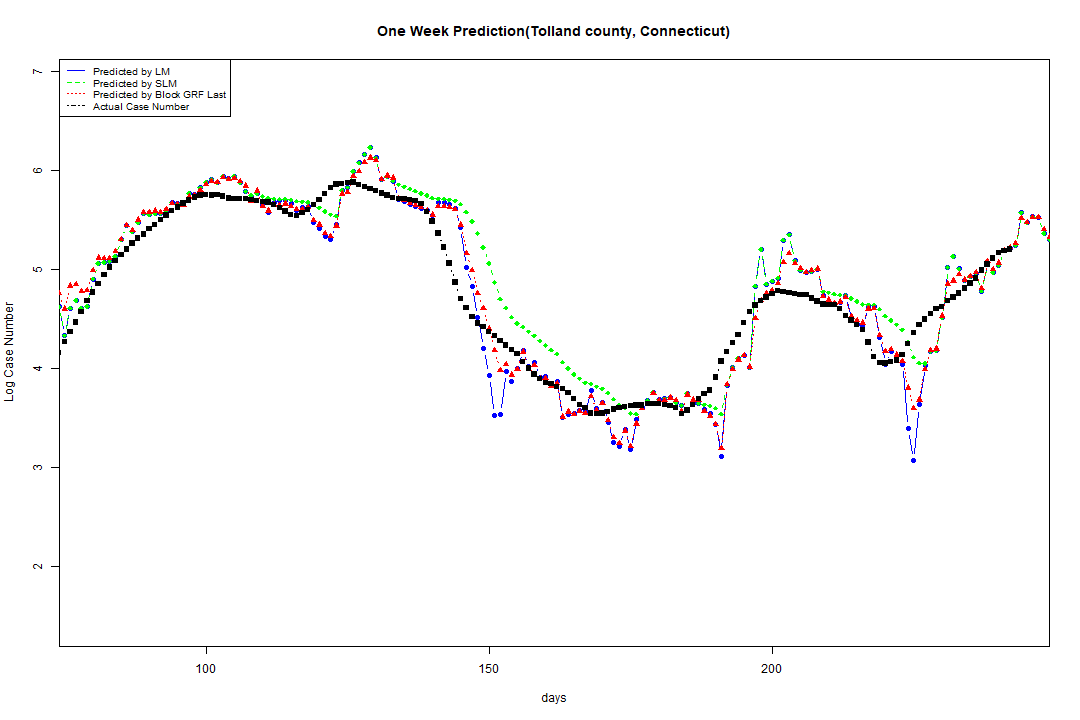 One Week Prediction(Tolland county, Connecticut)
Predicted by LM
Predicted by SLM
Predicted by Block GRF Last
Actual Case Number
7
6
5
4
3
2
Log Case Number
100 150 200
days